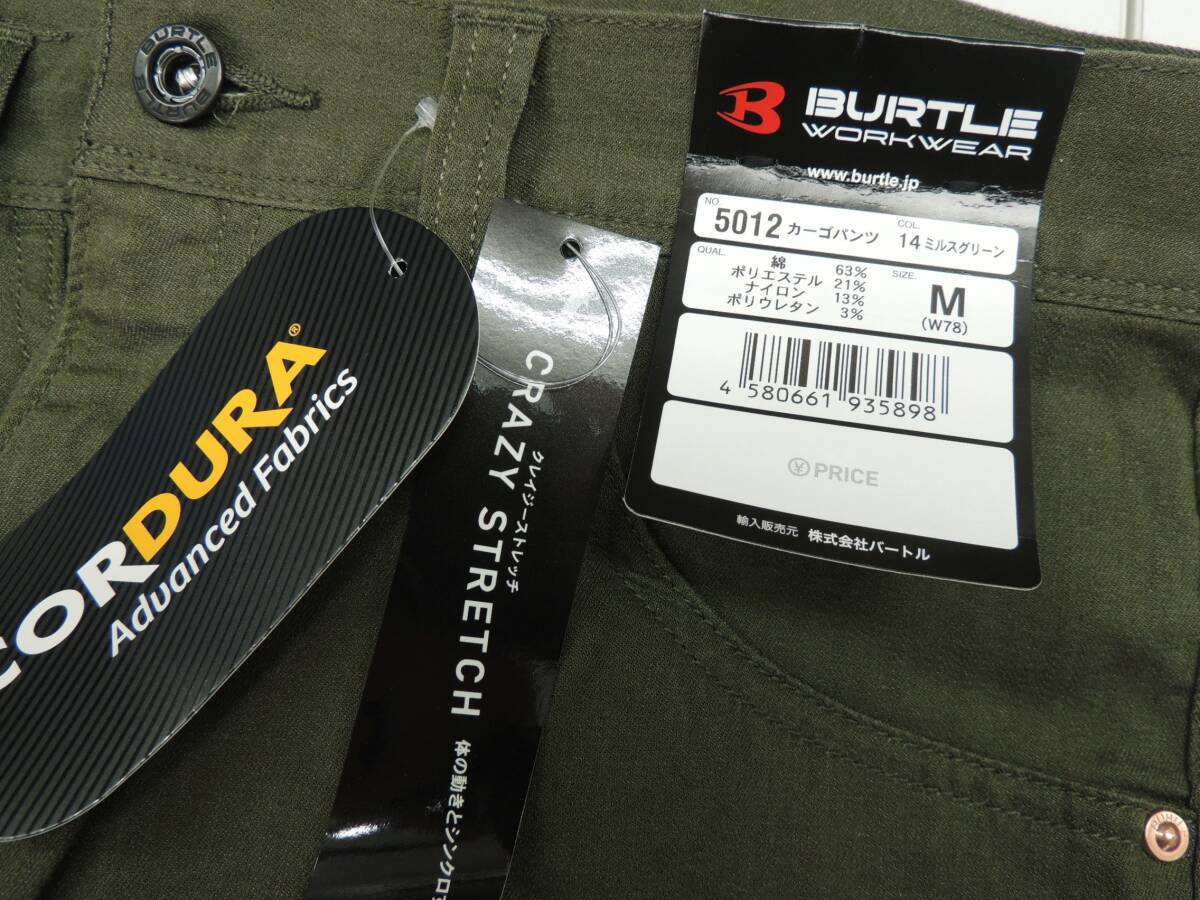 BURTLE BURTLE
CORDURA®
Advanced Fabrics
クレイジーストレッチ
CRAZY STRETCH
体の動きとシンクロす
B BURTLE
WORKWEAR
www.burtle.jp
NO. 5012 カーゴパンツ COL. 14 ミルスグリーン
QUAL. 綿 63%
ポリエステル 21%
ナイロン 13%
ポリウレタン 3%
SIZE. M
(W78)
4 580661 935898
¥ PRICE
輸入販売元 株式会社バートル
BURTLE